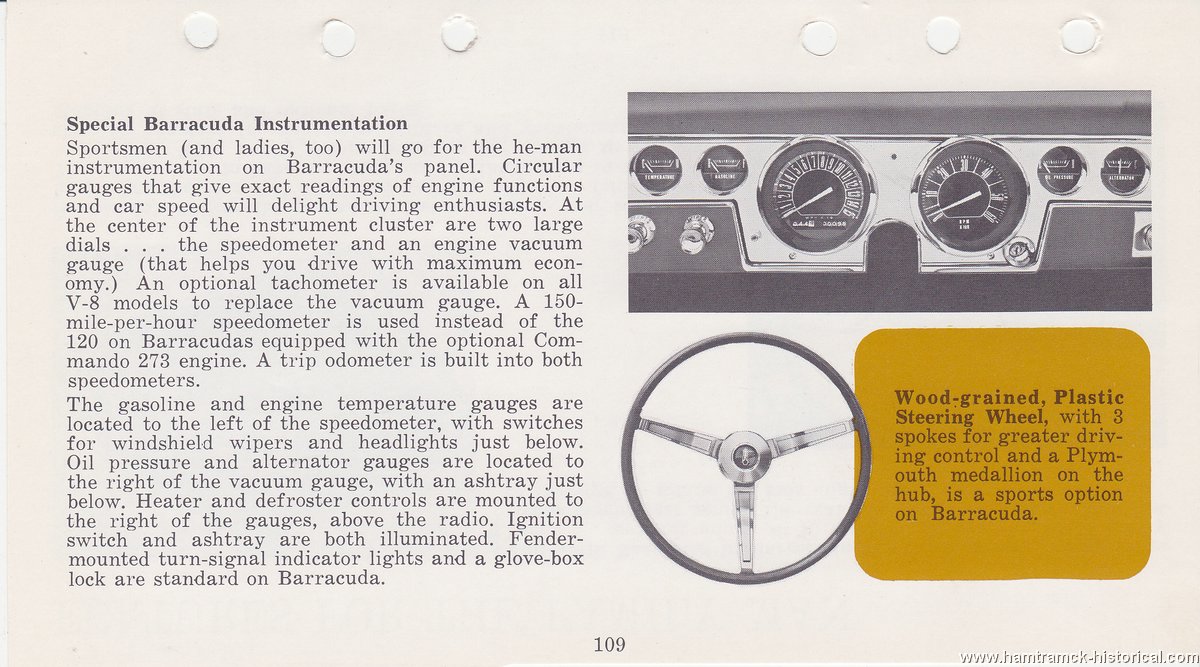 Special Barracuda Instrumentation
Sportsmen (and ladies, too) will go for the he-man
instrumentation on Barracuda's panel. Circular
gauges that give exact readings of engine functions
and car speed will delight driving enthusiasts. At
the center of the instrument cluster are two large
dials . . . the speedometer and an engine vacuum
gauge (that helps you drive with maximum econ-
omy.) An optional tachometer is available on all
V-8 models to replace the vacuum gauge. A 150-
mile-per-hour speedometer is used instead of the
120 on Barracudas equipped with the optional Com-
mando 273 engine. A trip odometer is built into both
speedometers.
The gasoline and engine temperature gauges are
located to the left of the speedometer, with switches
for windshield wipers and headlights just below.
Oil pressure and alternator gauges are located to
the right of the vacuum gauge, with an ashtray just
below. Heater and defroster controls are mounted to
the right of the gauges, above the radio. Ignition
switch and ashtray are both illuminated. Fender-
mounted turn-signal indicator lights and a glove-box
lock are standard on Barracuda.
TEMPERATURE
GASOLINE
OIL PRESSURE
ALTERNATOR
RPM
X 100
Wood-grained, Plastic
Steering Wheel, with 3
spokes for greater driv-
ing control and a Plym-
outh medallion on the
hub, is a sports option
on Barracuda.
109
www.hamtramck-historical.com